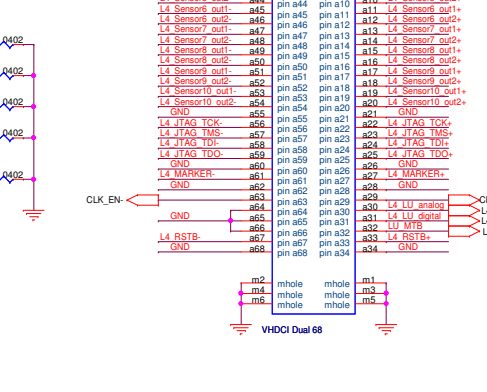 pin a44 pin a10
L4_Sensor6_out1- a45 pin a45 pin a11 a11 L4_Sensor6_out1+
L4_Sensor6_out2- a46 pin a46 pin a12 a12 L4_Sensor6_out2+
L4_Sensor7_out1- a47 pin a47 pin a13 a13 L4_Sensor7_out1+
0402 L4_Sensor7_out2- a48 pin a48 pin a14 a14 L4_Sensor7_out2+
L4_Sensor8_out1- a49 pin a49 pin a15 a15 L4_Sensor8_out1+
L4_Sensor8_out2- a50 pin a50 pin a16 a16 L4_Sensor8_out2+
0402 L4_Sensor9_out1- a51 pin a51 pin a17 a17 L4_Sensor9_out1+
L4_Sensor9_out2- a52 pin a52 pin a18 a18 L4_Sensor9_out2+
L4_Sensor10_out1- a53 pin a53 pin a19 a19 L4_Sensor10_out1+
0402 L4_Sensor10_out2- a54 pin a54 pin a20 a20 L4_Sensor10_out2+
GND a55 pin a55 pin a21 a21 GND
L4_JTAG_TCK- a56 pin a56 pin a22 a22 L4_JTAG_TCK+
0402 L4_JTAG_TMS- a57 pin a57 pin a23 a23 L4_JTAG_TMS+
L4_JTAG_TDI- a58 pin a58 pin a24 a24 L4_JTAG_TDI+
L4_JTAG_TDO- a59 pin a59 pin a25 a25 L4_JTAG_TDO+
GND a60 pin a60 pin a26 a26 GND
0402 L4_MARKER- a61 pin a61 pin a27 a27 L4_MARKER+
GND a62 pin a62 pin a28 a28 GND
CLK_EN- a63 pin a63 pin a29 a29
a64 pin a64 pin a30 a30 L4_LU_analog
GND a65 pin a65 pin a31 a31 L4_LU_digital
a66 pin a66 pin a32 a32 LU_MTB
L4_RSTB- a67 pin a67 pin a33 a33 L4_RSTB+
GND a68 pin a68 pin a34 a34 GND
m2 mhole mhole m1
m4 mhole mhole m3
m6 mhole mhole m5
VHDCI Dual 68